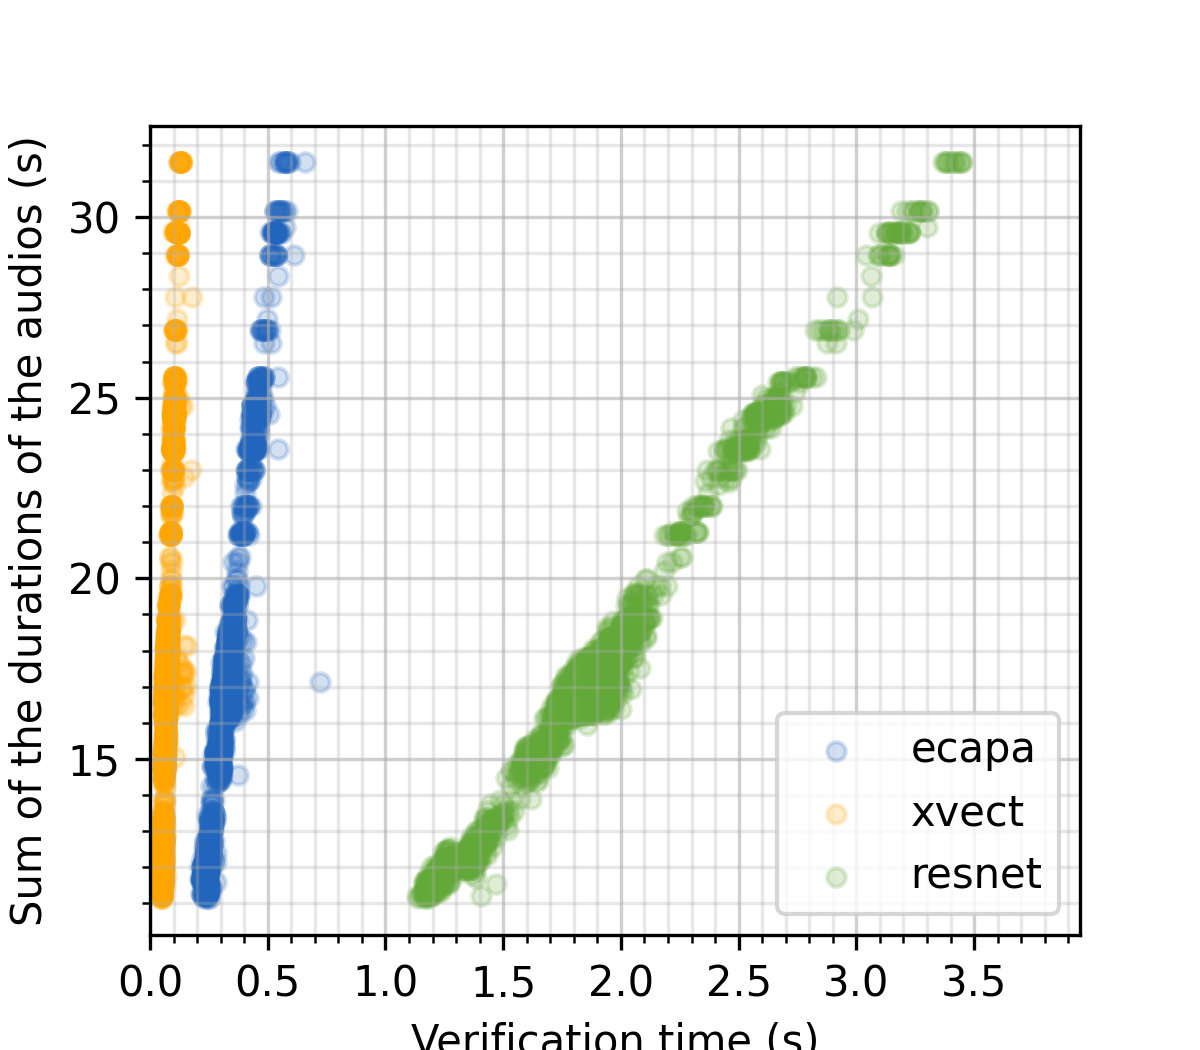 Sum of the durations of the audios (s)
30
25
20
15
ecapa
xvect
resnet
0.0 0.5 1.0 1.5 2.0 2.5 3.0 3.5
Verification time (s)